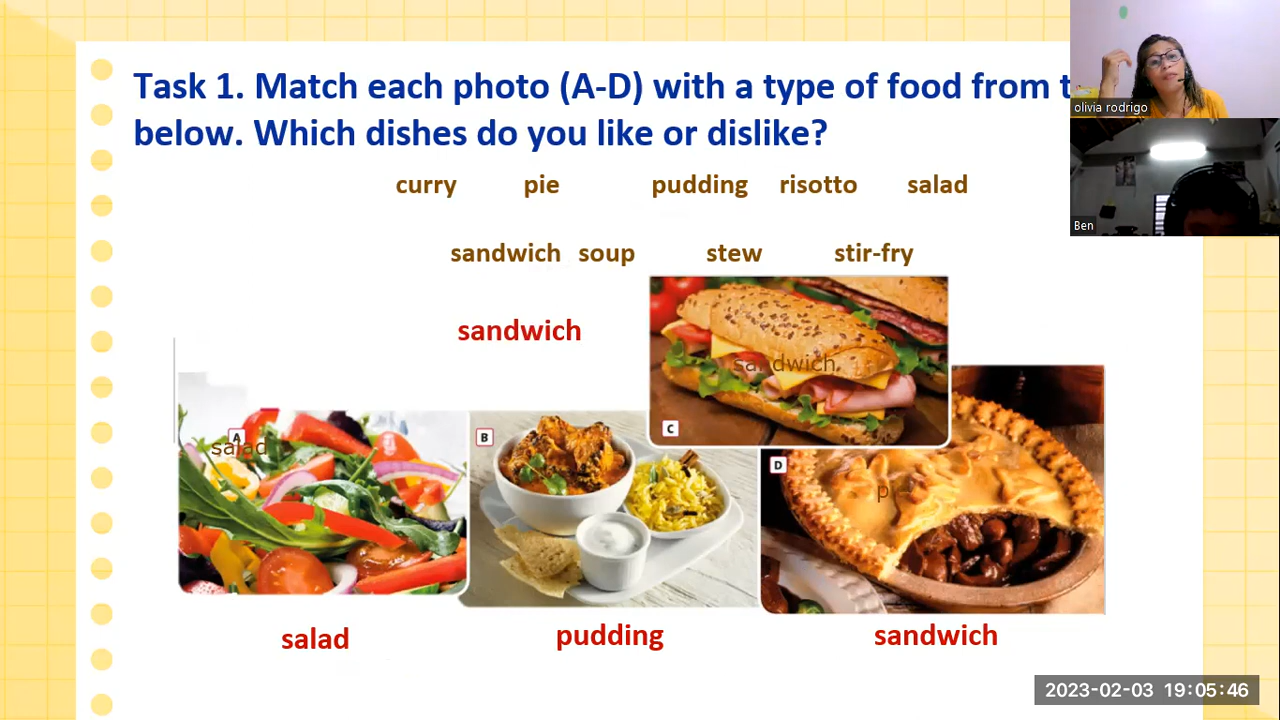 Task 1. Match each photo (A-D) with a type of food from t
below. Which dishes do you like or dislike?
olivia rodrigo
Ben
curry pie pudding risotto salad
sandwich soup stew stir-fry
sandwich
sandwich
C
A
salad
B
D
p
salad
pudding
sandwich
2023-02-03 19:05:46